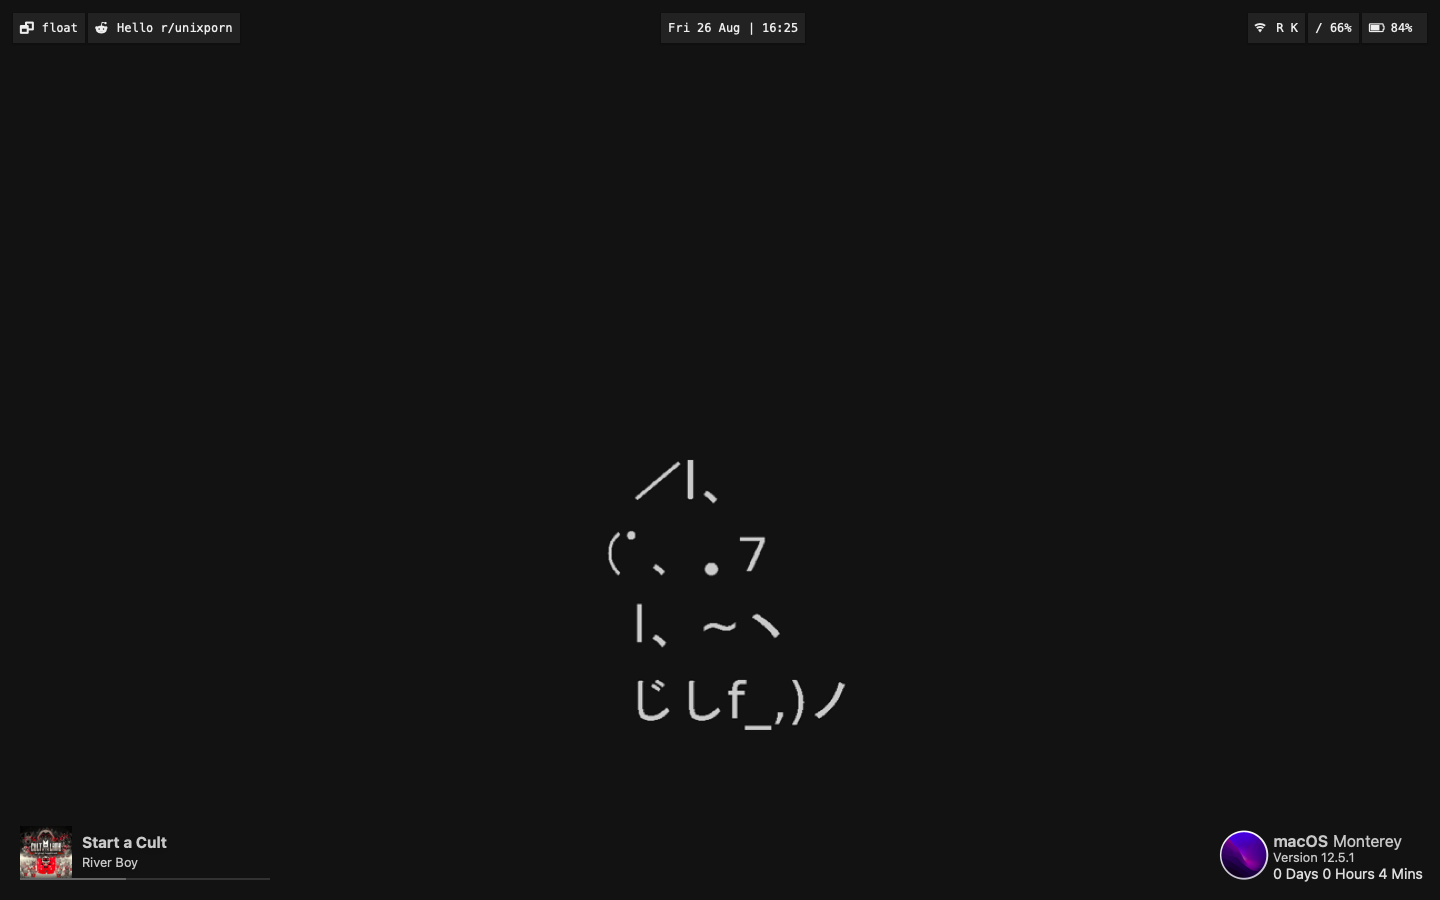 float
Hello r/unixporn
Fri 26 Aug | 16:25
R K
/ 66%
84%
／l、
(ﾟ、 。7
l、 ~ヽ
じしf_,)ノ
Start a Cult
River Boy
macOS Monterey
Version 12.5.1
0 Days 0 Hours 4 Mins